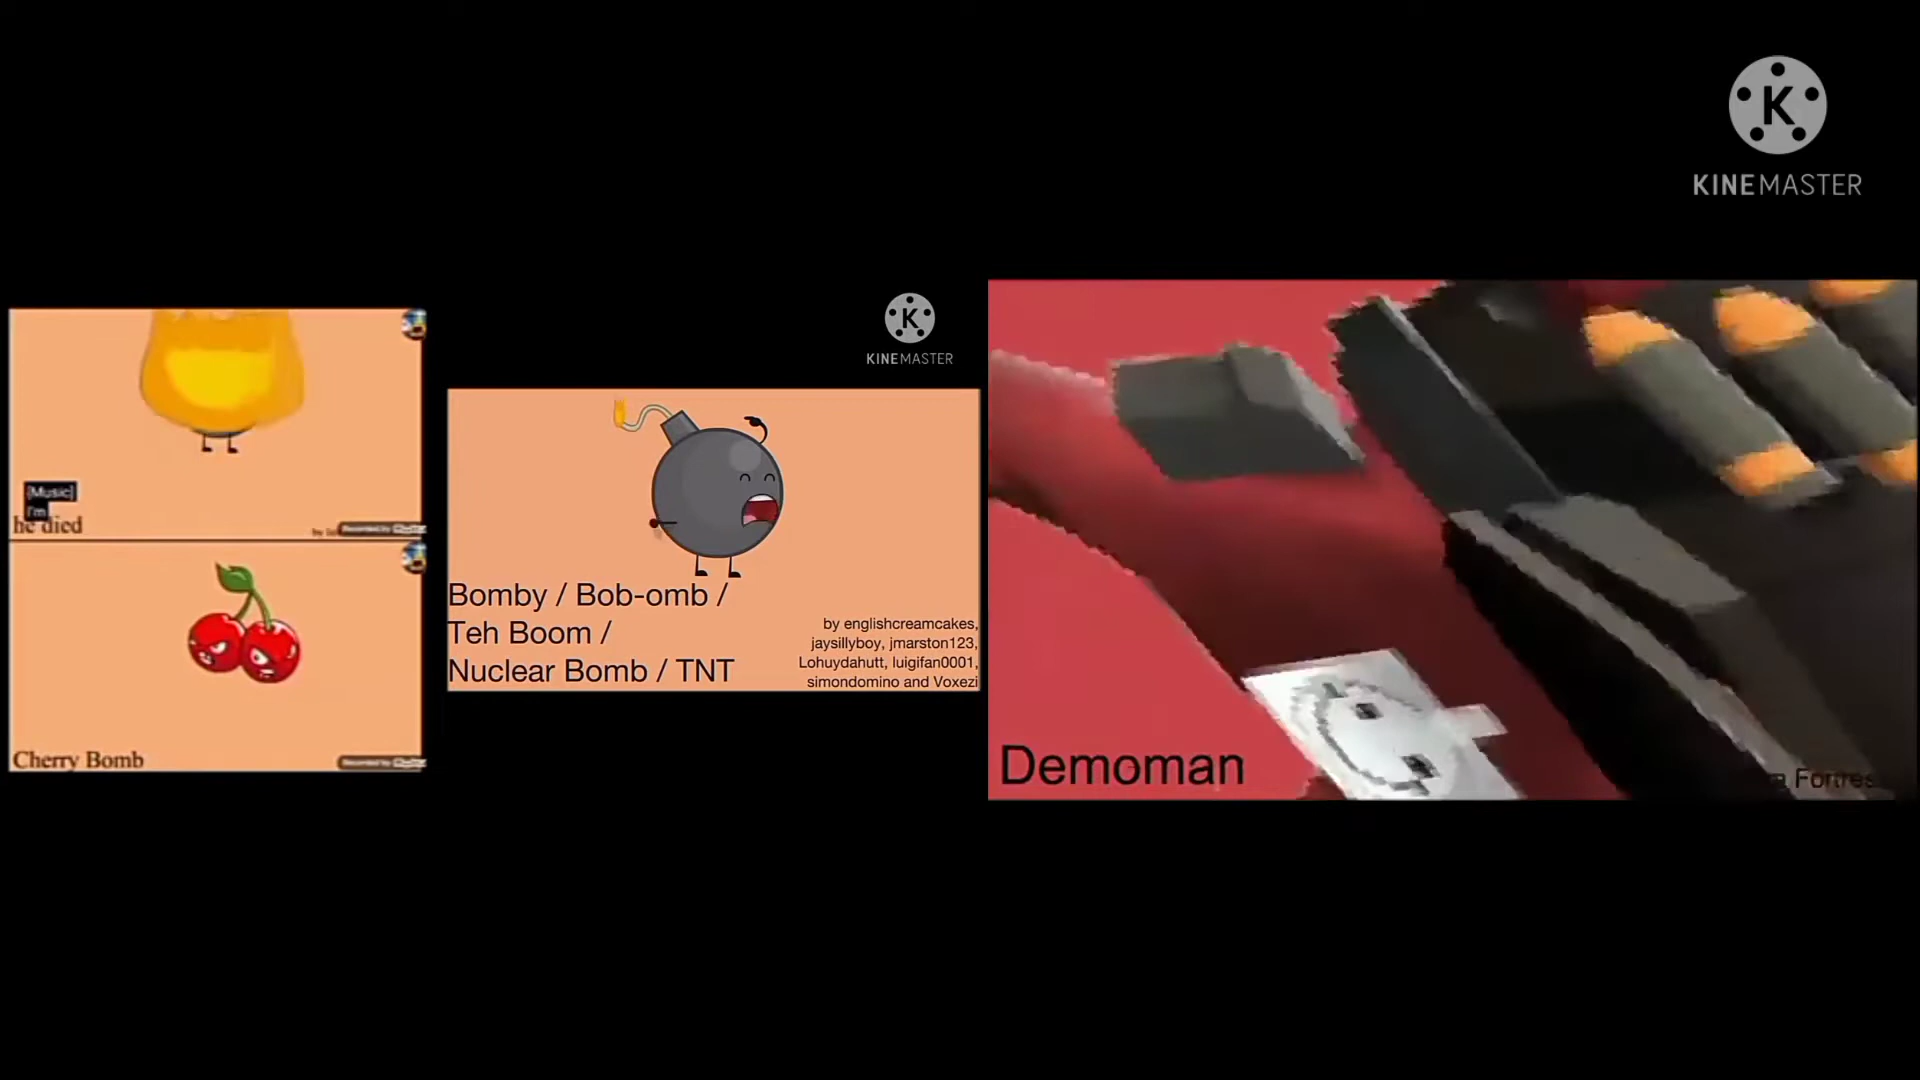 K
KINEMASTER
[Music]
I'm
he died
by
Cherry Bomb
K
KINEMASTER
Bomby / Bob-omb /
Teh Boom /
Nuclear Bomb / TNT
by englishcreamcakes,
jaysillyboy, jmarston123,
Lohuydahutt, luigifan0001,
simondomino and Voxezi
Demoman